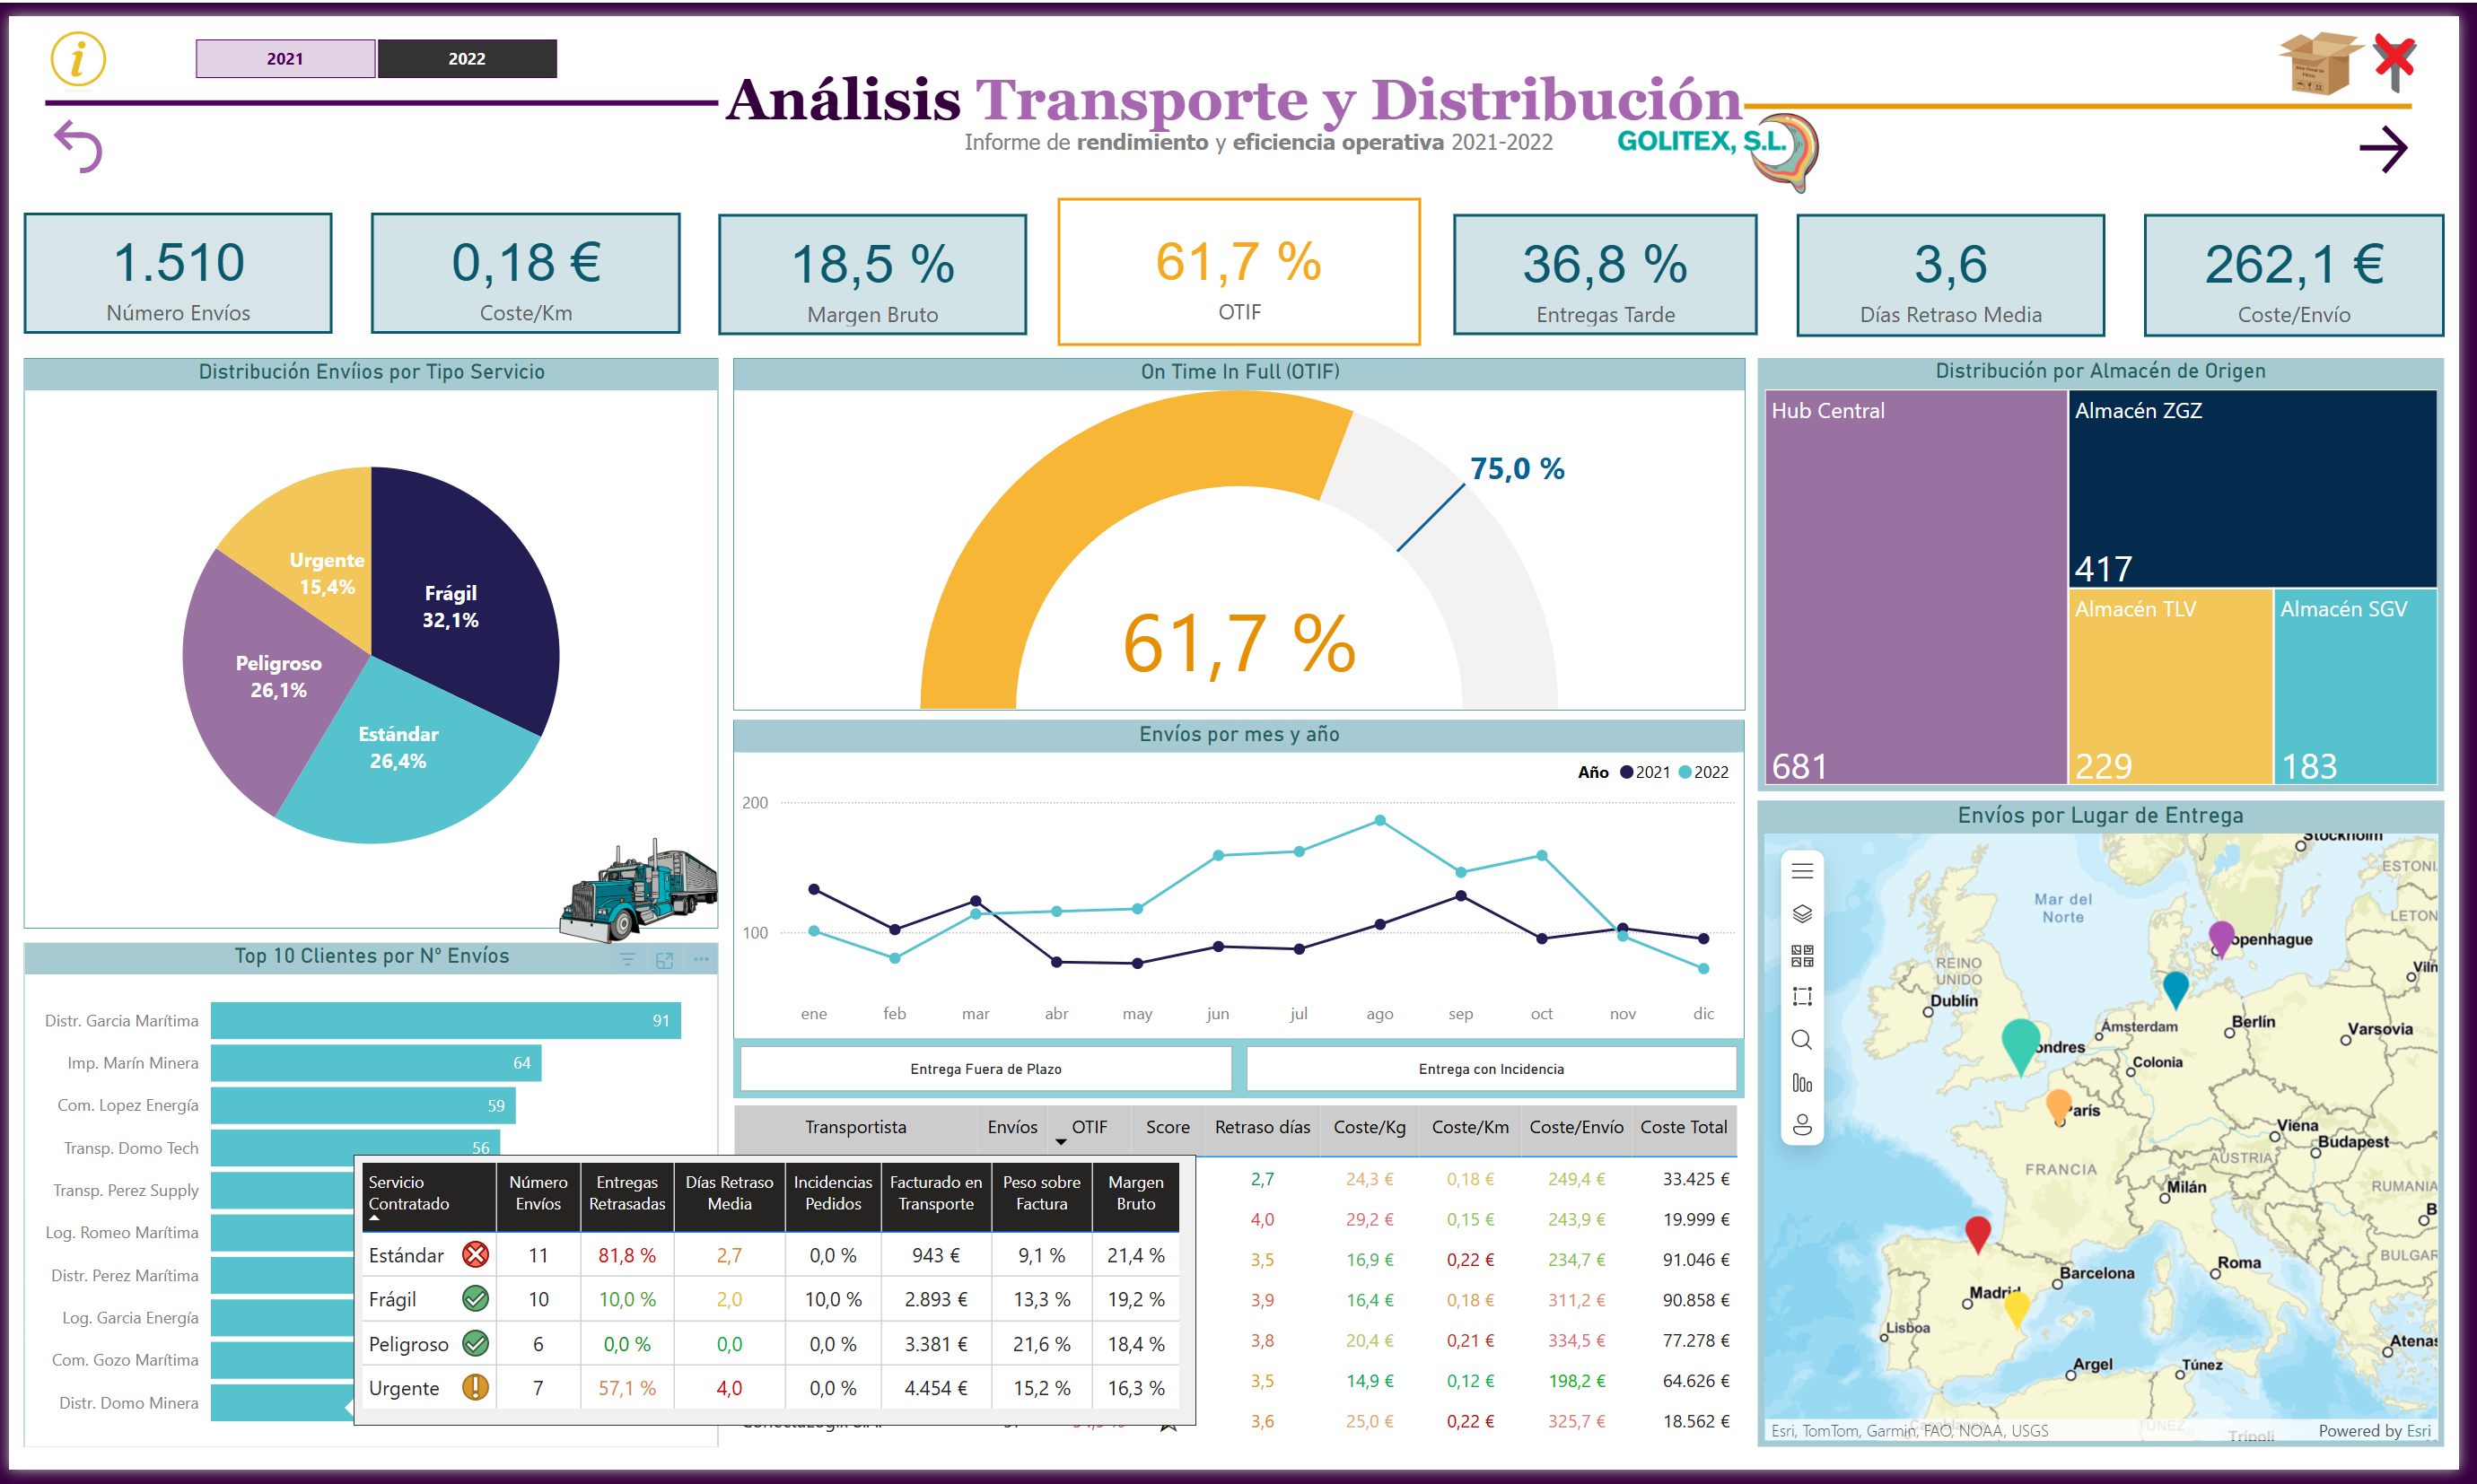 2021
2022
Análisis Transporte y Distribución
Informe de rendimiento y eficiencia operativa 2021-2022
GOLITEX, S.L.
1.510
Número Envíos
0,18 €
Coste/Km
18,5 %
Margen Bruto
61,7 %
OTIF
36,8 %
Entregas Tarde
3,6
Días Retraso Media
262,1 €
Coste/Envío
Distribución Envíios por Tipo Servicio
Urgente
15,4%
Frágil
32,1%
Peligroso
26,1%
Estándar
26,4%
On Time In Full (OTIF)
75,0 %
61,7 %
Distribución por Almacén de Origen
Hub Central
681
Almacén ZGZ
417
Almacén TLV
229
Almacén SGV
183
Envíos por mes y año
Año 2021 2022
200
100
ene feb mar abr may jun jul ago sep oct nov dic
Entrega Fuera de Plazo
Entrega con Incidencia
Top 10 Clientes por Nº Envíos
Distr. Garcia Marítima 91
Imp. Marín Minera 64
Com. Lopez Energía 59
Transp. Domo Tech 56
Transp. Perez Supply
Log. Romeo Marítima
Distr. Perez Marítima
Log. Garcia Energía
Com. Gozo Marítima
Distr. Domo Minera
Servicio Contratado Número Envíos Entregas Retrasadas Días Retraso Media Incidencias Pedidos Facturado en Transporte Peso sobre Factura Margen Bruto
Estándar 11 81,8 % 2,7 0,0 % 943 € 9,1 % 21,4 %
Frágil 10 10,0 % 2,0 10,0 % 2.893 € 13,3 % 19,2 %
Peligroso 6 0,0 % 0,0 0,0 % 3.381 € 21,6 % 18,4 %
Urgente 7 57,1 % 4,0 0,0 % 4.454 € 15,2 % 16,3 %
Transportista Envíos OTIF Score Retraso días Coste/Kg Coste/Km Coste/Envío Coste Total
2,7 24,3 € 0,18 € 249,4 € 33.425 €
4,0 29,2 € 0,15 € 243,9 € 19.999 €
3,5 16,9 € 0,22 € 234,7 € 91.046 €
3,9 16,4 € 0,18 € 311,2 € 90.858 €
3,8 20,4 € 0,21 € 334,5 € 77.278 €
3,5 14,9 € 0,12 € 198,2 € 64.626 €
3,6 25,0 € 0,22 € 325,7 € 18.562 €
Envíos por Lugar de Entrega
Stockholm
ESTONI
Mar del
Norte
LETON
openhague
Viln
REINO
UNIDO
Dublín
Ámsterdam
Berlín
Varsovia
ondres
Colonia
arís
Viena
Budapest
AUSTRIA
FRANCIA
Milán
RUMANIA
B
Madrid
Barcelona
Roma
BULGAR
Lisboa
Atenas
Argel
Túnez
Casablanca
TÚNEZ
Trípoli
Esri, TomTom, Garmin, FAO, NOAA, USGS
Powered by Esri